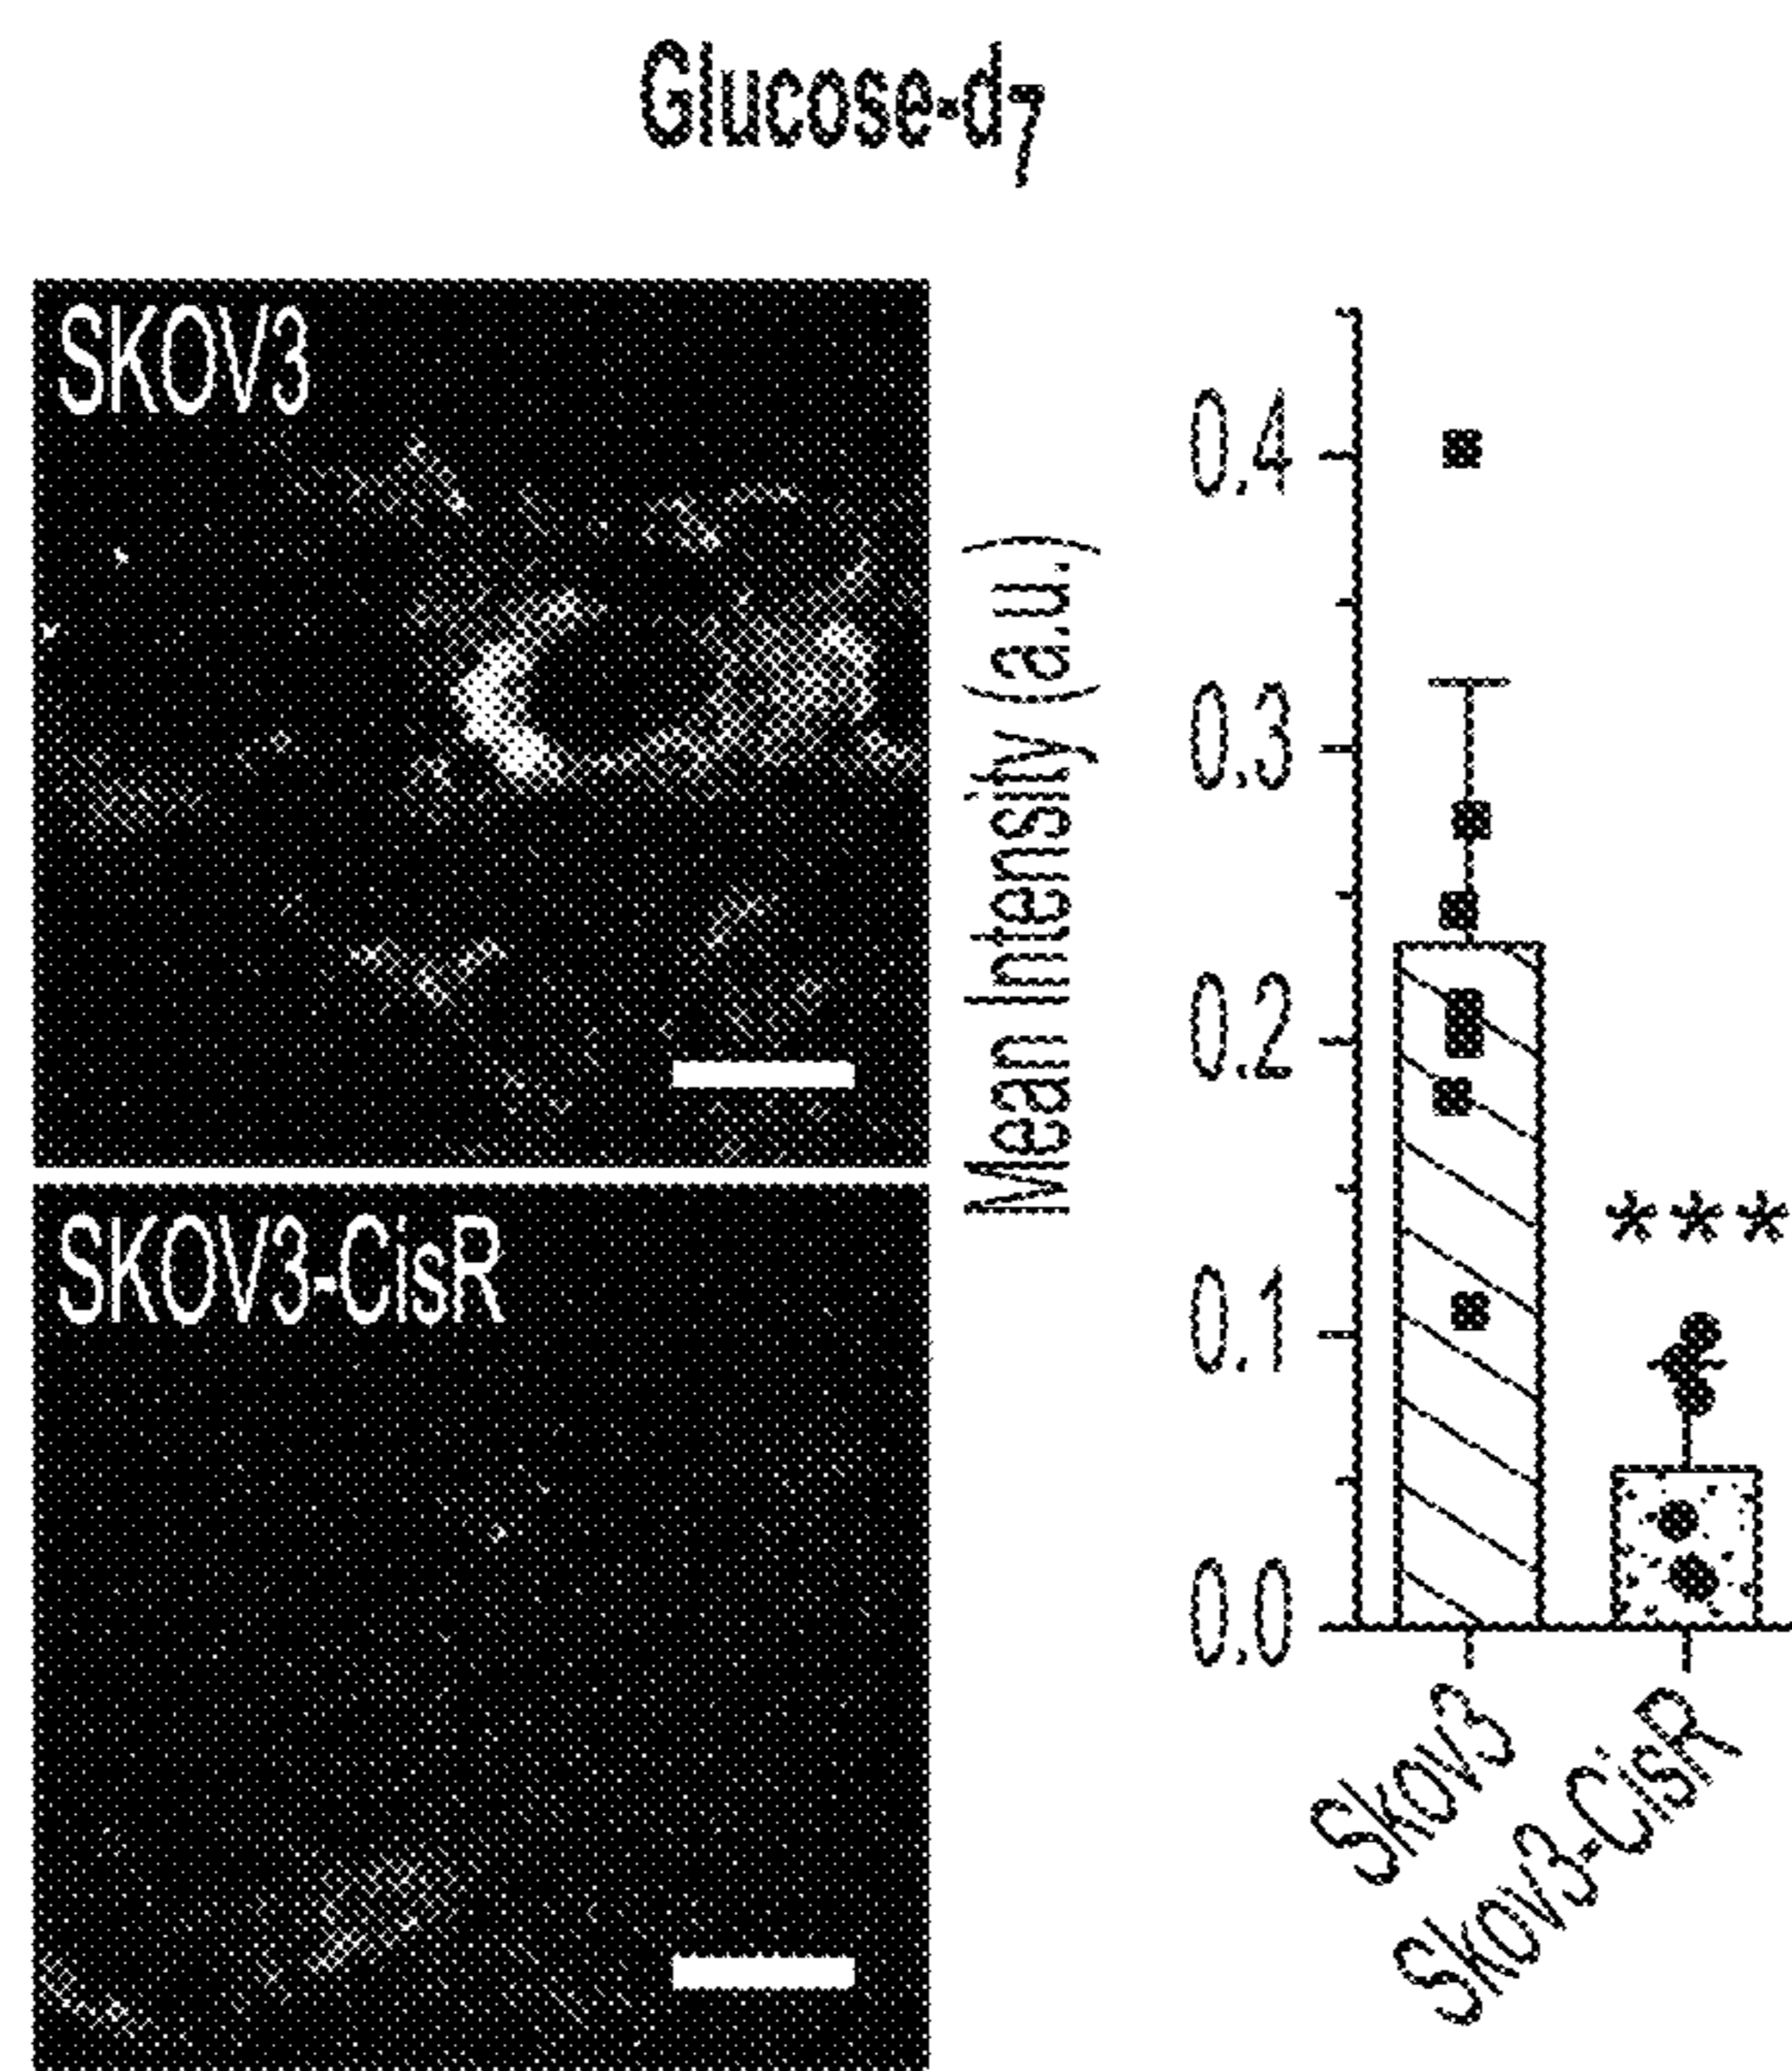 Glucose-d7
SKOV3
SKOV3-CisR
Mean Intensity (a.u.)
0.4
0.3
0.2
0.1
0.0
***
Skov3
Skov3-CisR